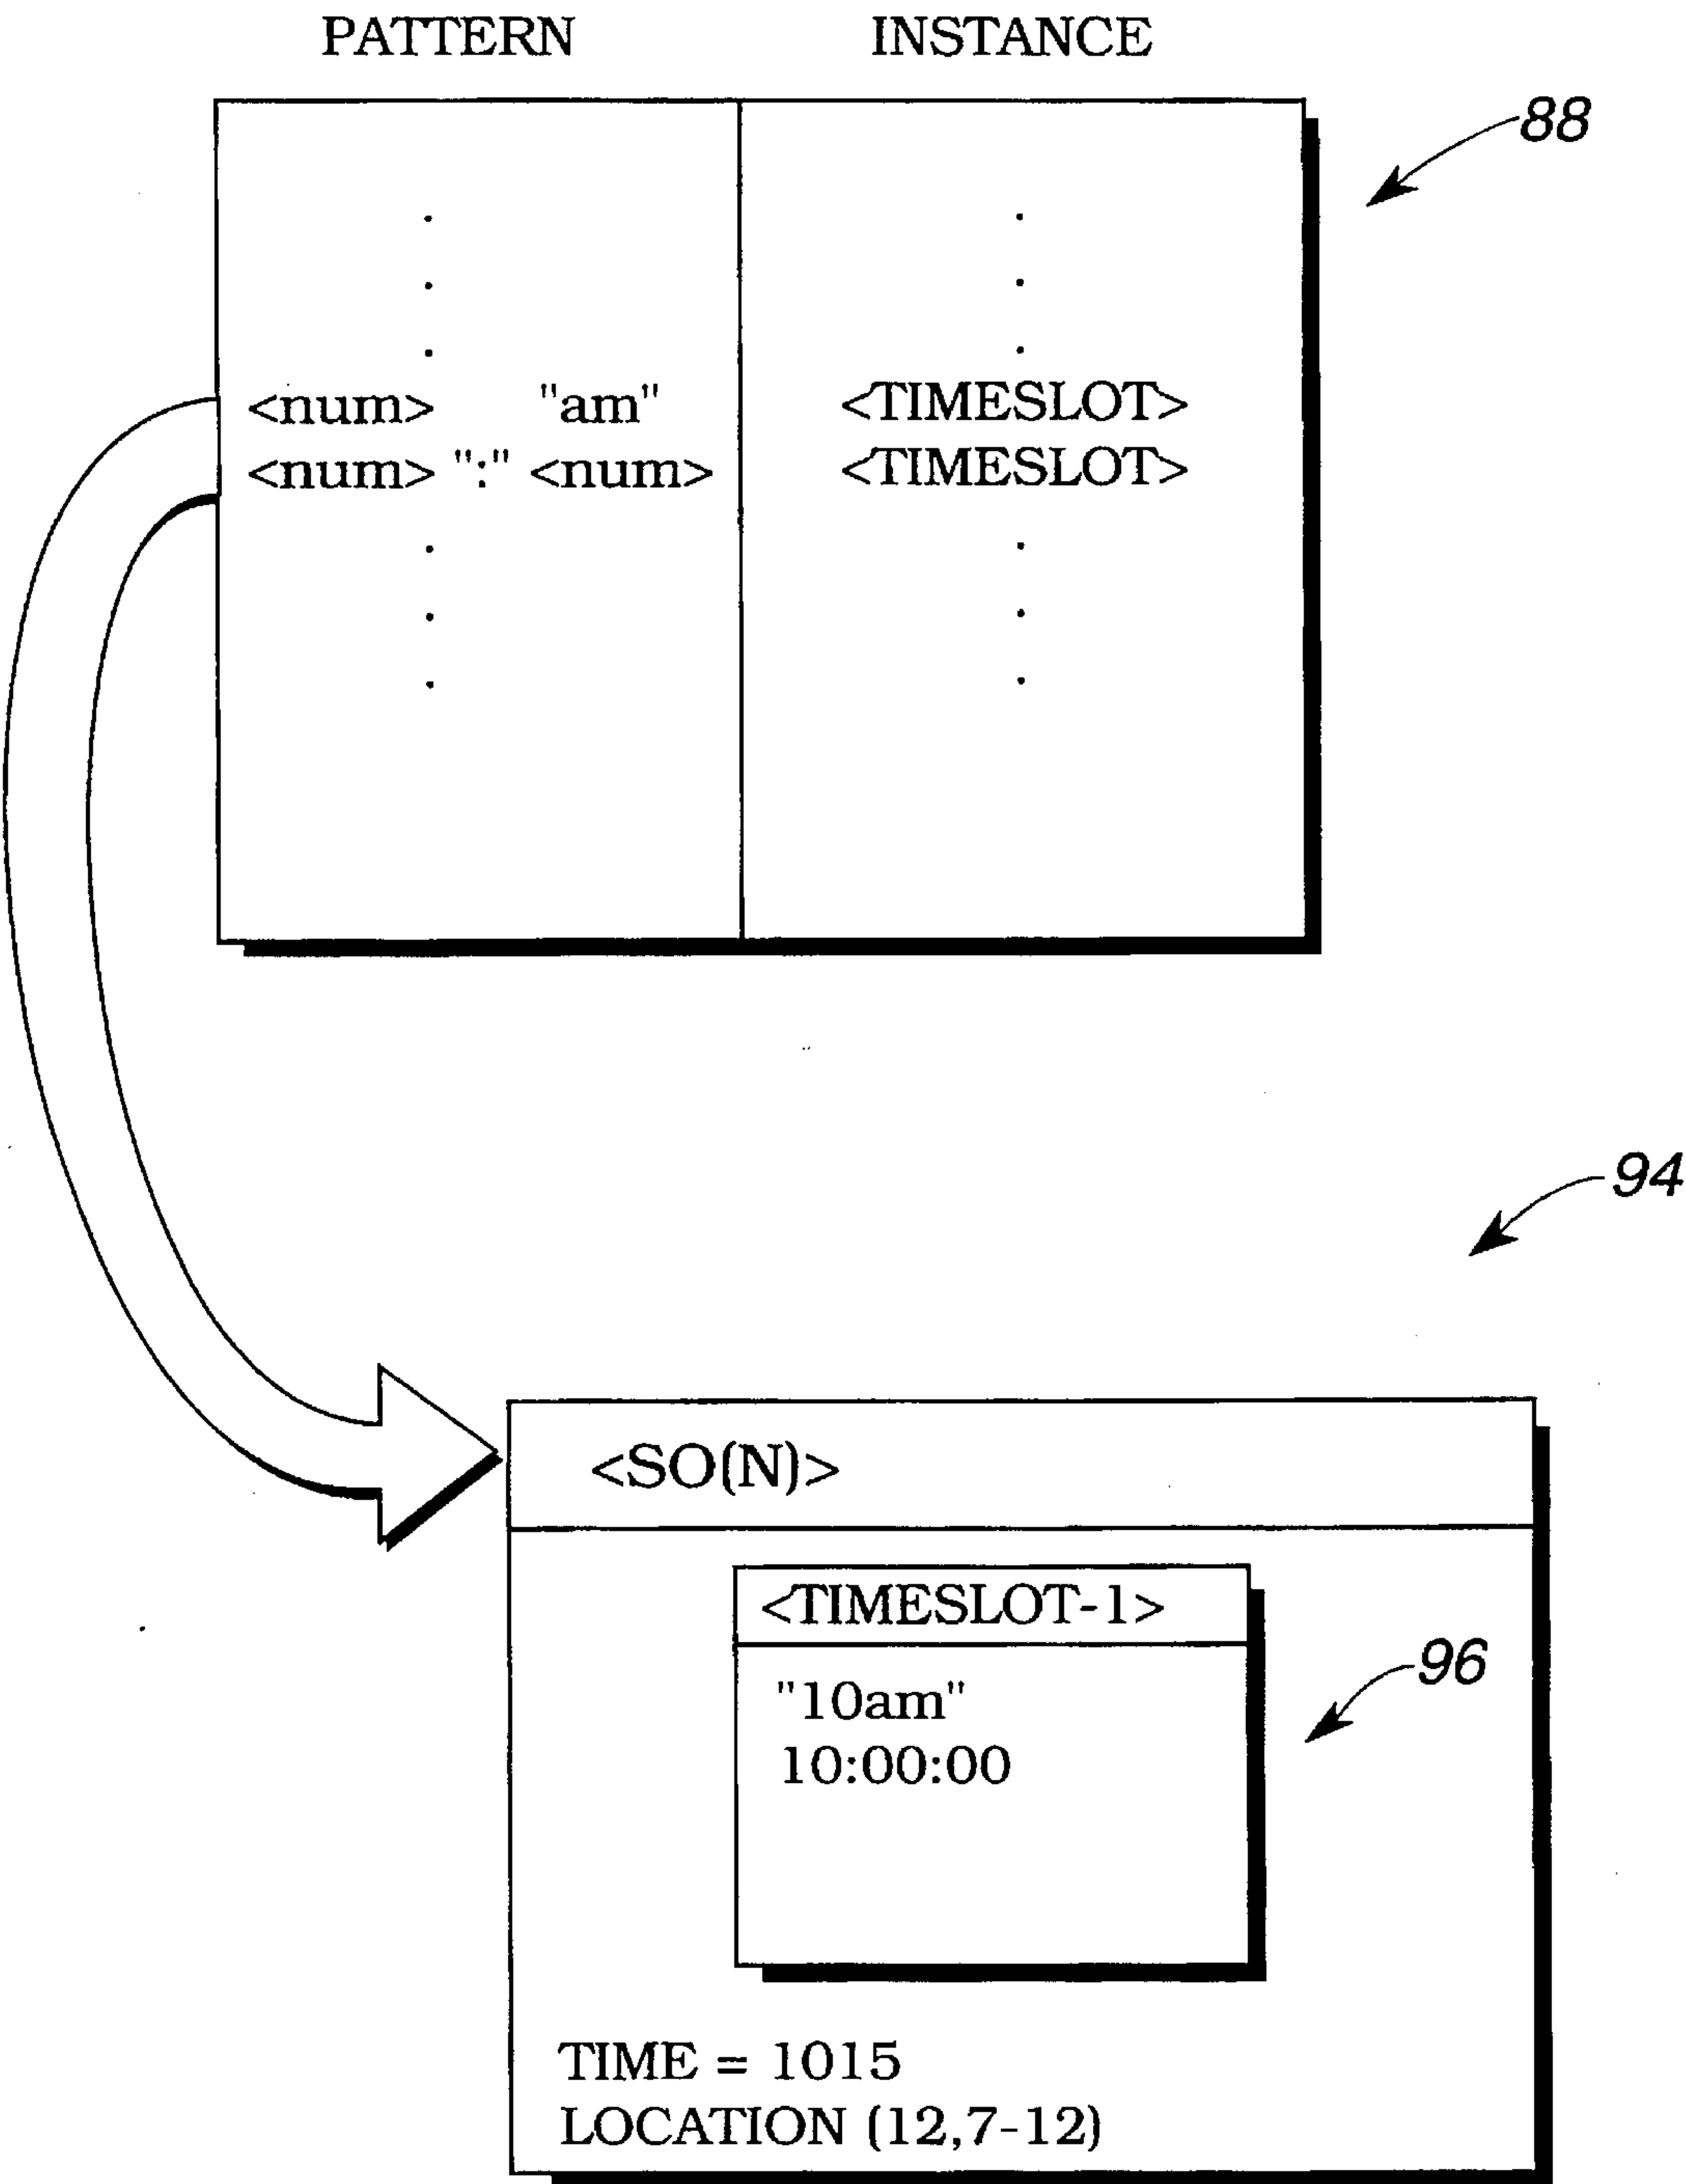 PATTERN INSTANCE
88
<num> "am" <TIMESLOT>
<num> ":" <num> <TIMESLOT>
94
<SO(N)>
<TIMESLOT-1>
"10am"
96
10:00:00
TIME = 1015
LOCATION (12,7-12)